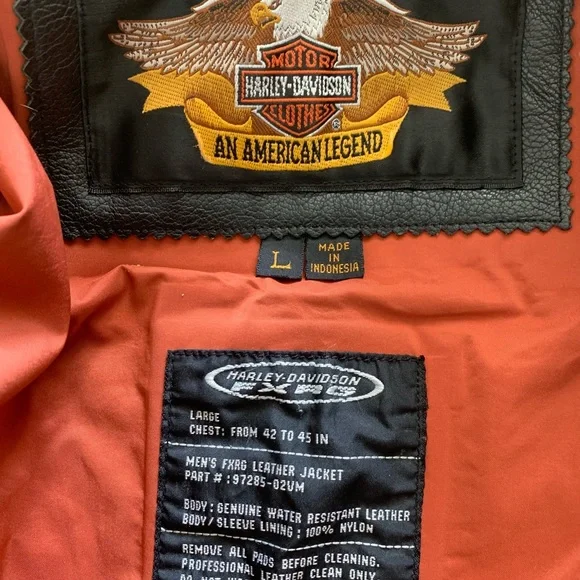 MOTOR
HARLEY-DAVIDSON
CLOTHES
®
AN AMERICAN LEGEND
L
MADE
IN
INDONESIA
HARLEY-DAVIDSON
FXRG
LARGE
CHEST: FROM 42 TO 45 IN
MEN'S FXRG LEATHER JACKET
PART #: 97285-02VM
BODY: GENUINE WATER RESISTANT LEATHER
BODY/SLEEVE LINING: 100% NYLON
REMOVE ALL PADS BEFORE CLEANING.
PROFESSIONAL LEATHER CLEAN ONLY
DO NOT